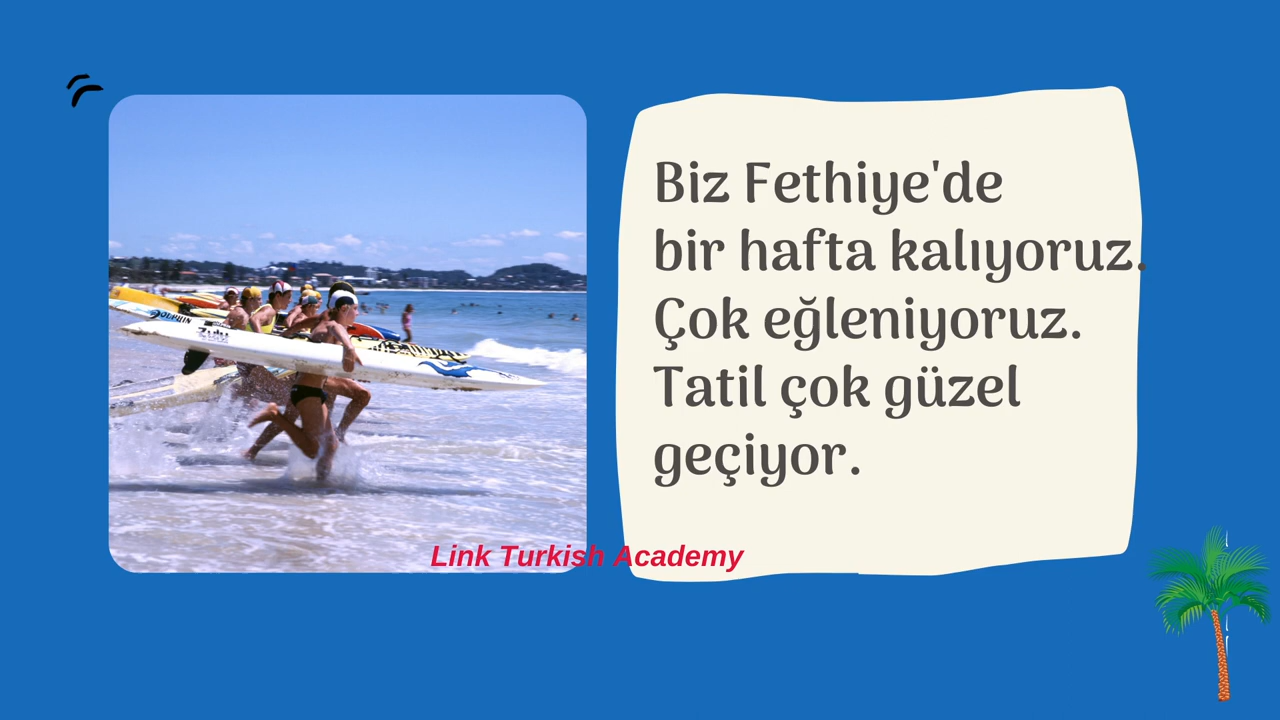 Biz Fethiye'de
bir hafta kalıyoruz.
Çok eğleniyoruz.
Tatil çok güzel
geçiyor.
Link Turkish Academy